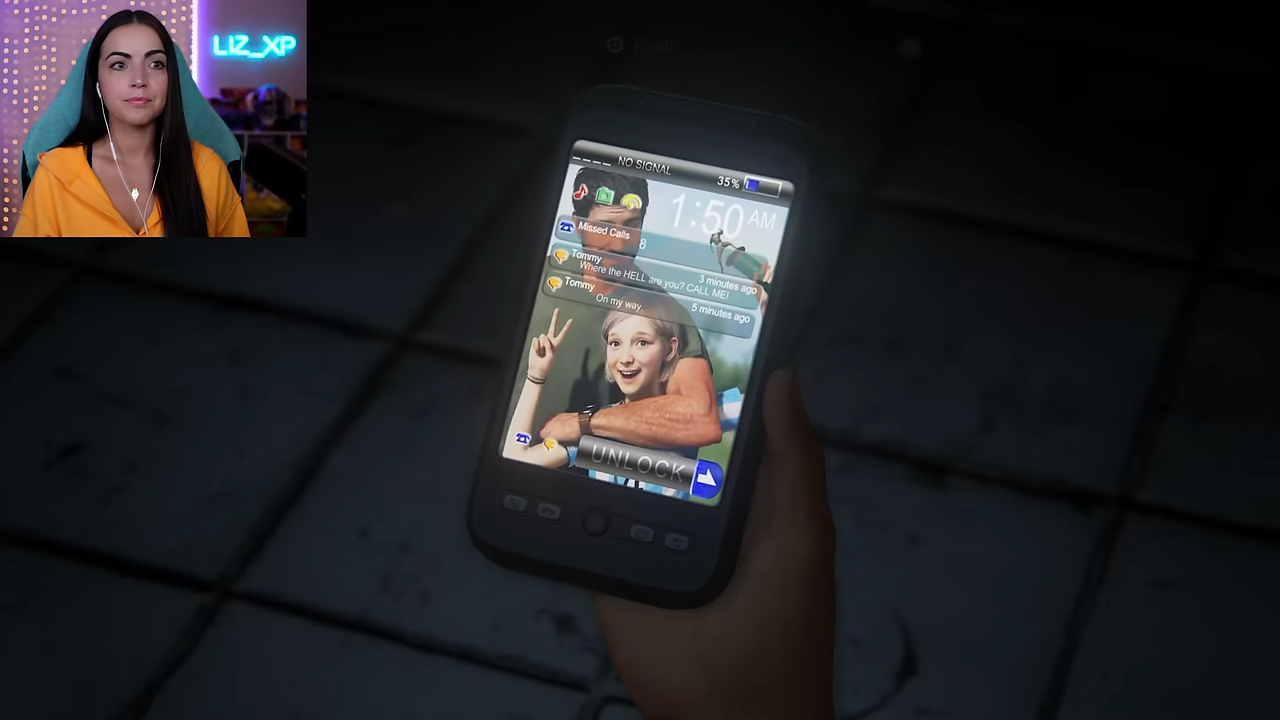 LIZ_XP
Read
NO SIGNAL
35%
1:50 AM
Missed Calls
8
Tommy
3 minutes ago
Where the HELL are you? CALL ME!
Tommy
5 minutes ago
On my way.
UNLOCK